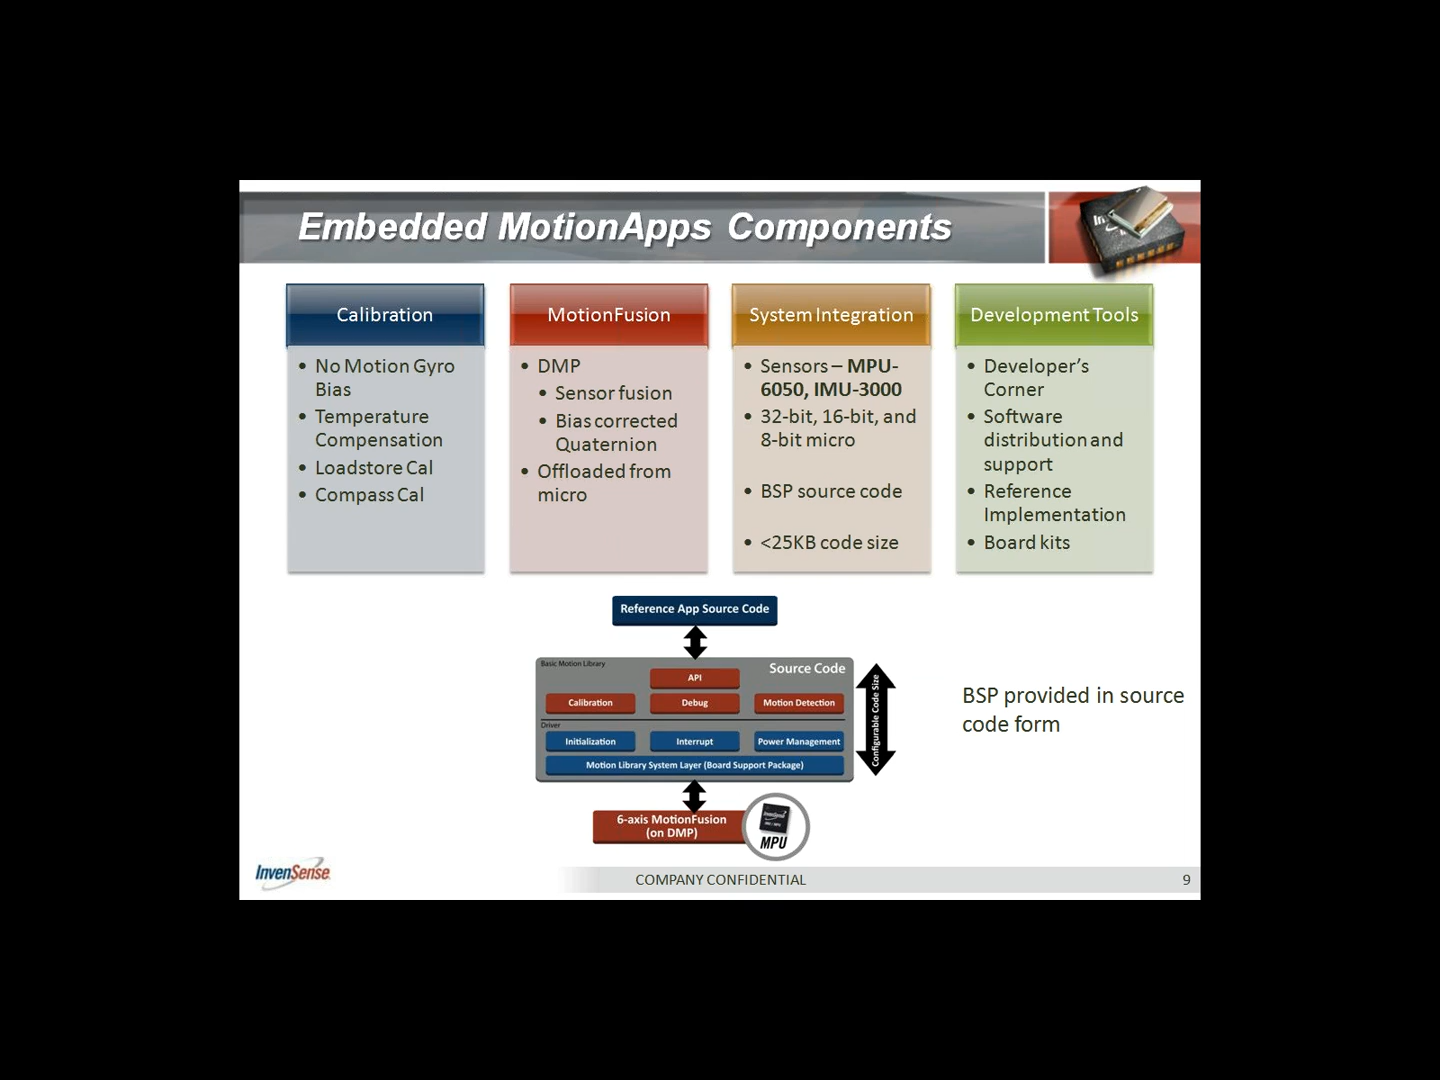 Embedded MotionApps Components
Calibration
• No Motion Gyro
Bias
• Temperature
Compensation
• Loadstore Cal
• Compass Cal
MotionFusion
• DMP
• Sensor fusion
• Bias corrected
Quaternion
• Offloaded from
micro
System Integration
• Sensors – MPU-
6050, IMU-3000
• 32-bit, 16-bit, and
8-bit micro
• BSP source code
• <25KB code size
Development Tools
• Developer’s
Corner
• Software
distribution and
support
• Reference
Implementation
• Board kits
Reference App Source Code
Basic Motion Library
Source Code
API
Calibration
Debug
Motion Detection
Driver
Initialization
Interrupt
Power Management
Motion Library System Layer (Board Support Package)
Configurable Code Size
6-axis MotionFusion
(on DMP)
MPU
BSP provided in source
code form
InvenSense
COMPANY CONFIDENTIAL
9